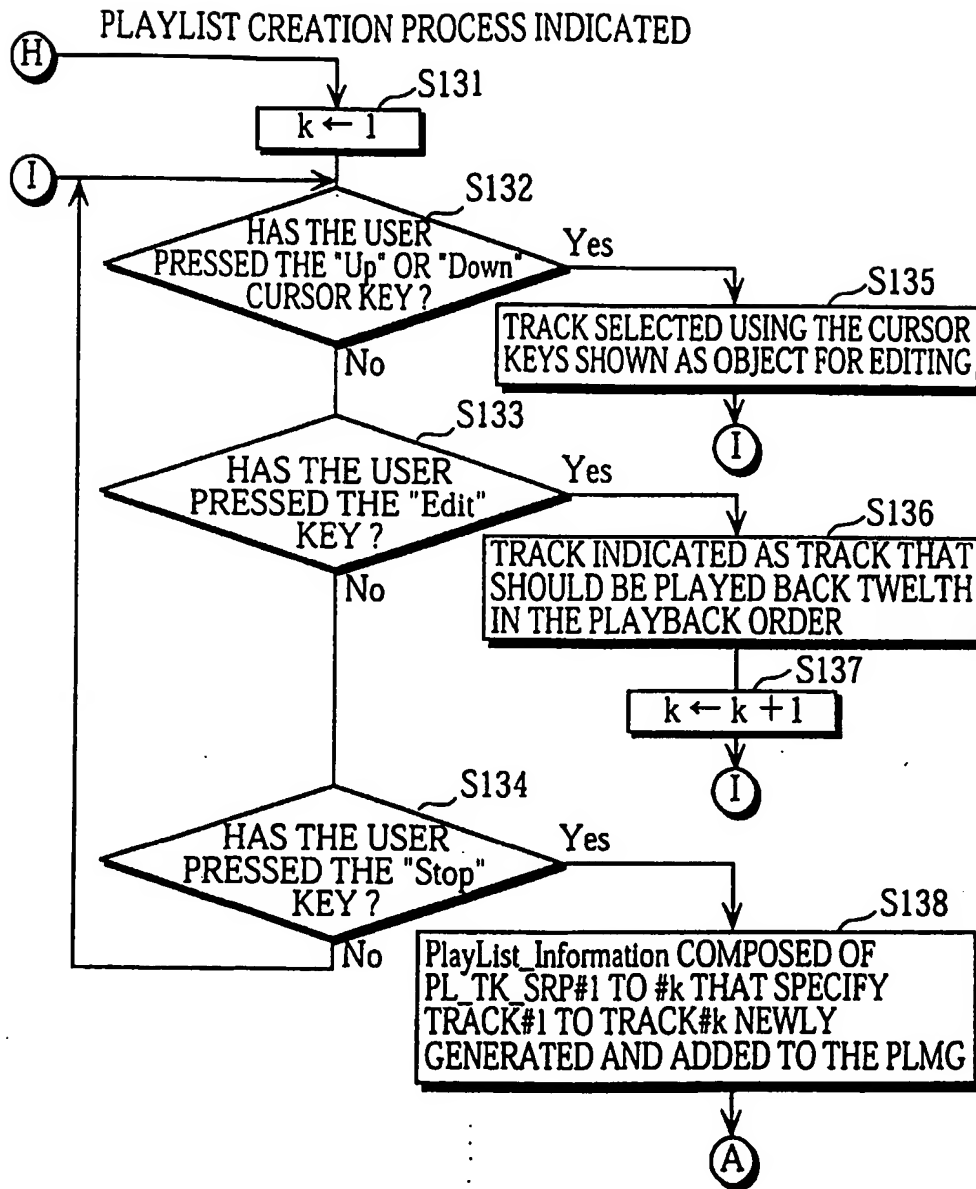 PLAYLIST CREATION PROCESS INDICATED
H
S131
k ← 1
I
S132
HAS THE USER
PRESSED THE "Up" OR "Down"
CURSOR KEY ?
Yes
No
S135
TRACK SELECTED USING THE CURSOR
KEYS SHOWN AS OBJECT FOR EDITING
I
S133
HAS THE USER
PRESSED THE "Edit"
KEY ?
Yes
No
S136
TRACK INDICATED AS TRACK THAT
SHOULD BE PLAYED BACK TWELTH
IN THE PLAYBACK ORDER
S137
k ← k + 1
I
S134
HAS THE USER
PRESSED THE "Stop"
KEY ?
Yes
No
S138
PlayList_Information COMPOSED OF
PL_TK_SRP#1 TO #k THAT SPECIFY
TRACK#1 TO TRACK#k NEWLY
GENERATED AND ADDED TO THE PLMG
A